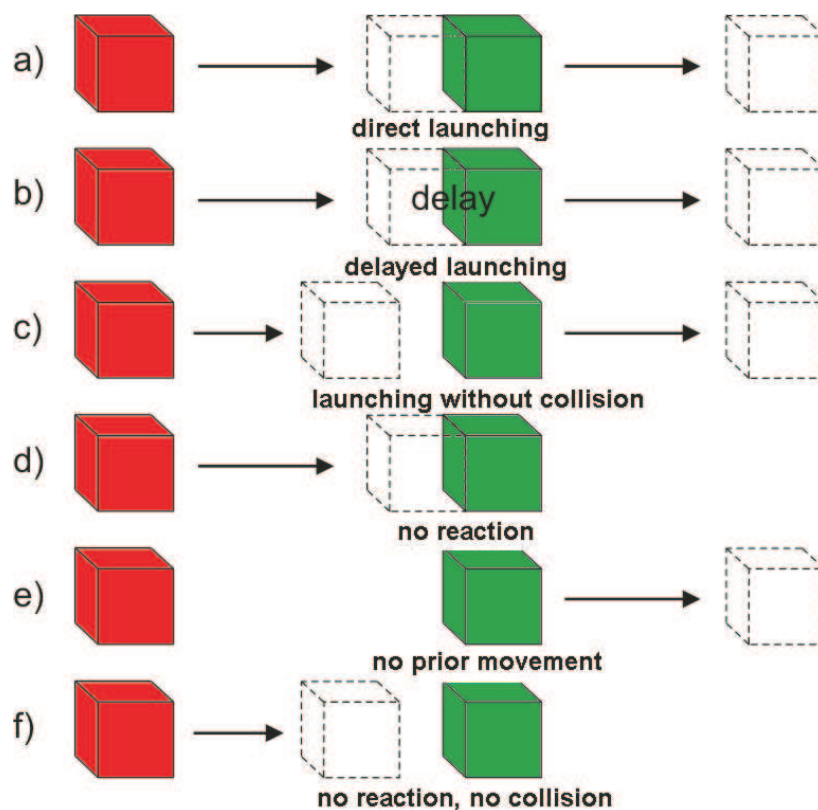 a)
direct launching
b)
delay
delayed launching
c)
launching without collision
d)
no reaction
e)
no prior movement
f)
no reaction, no collision